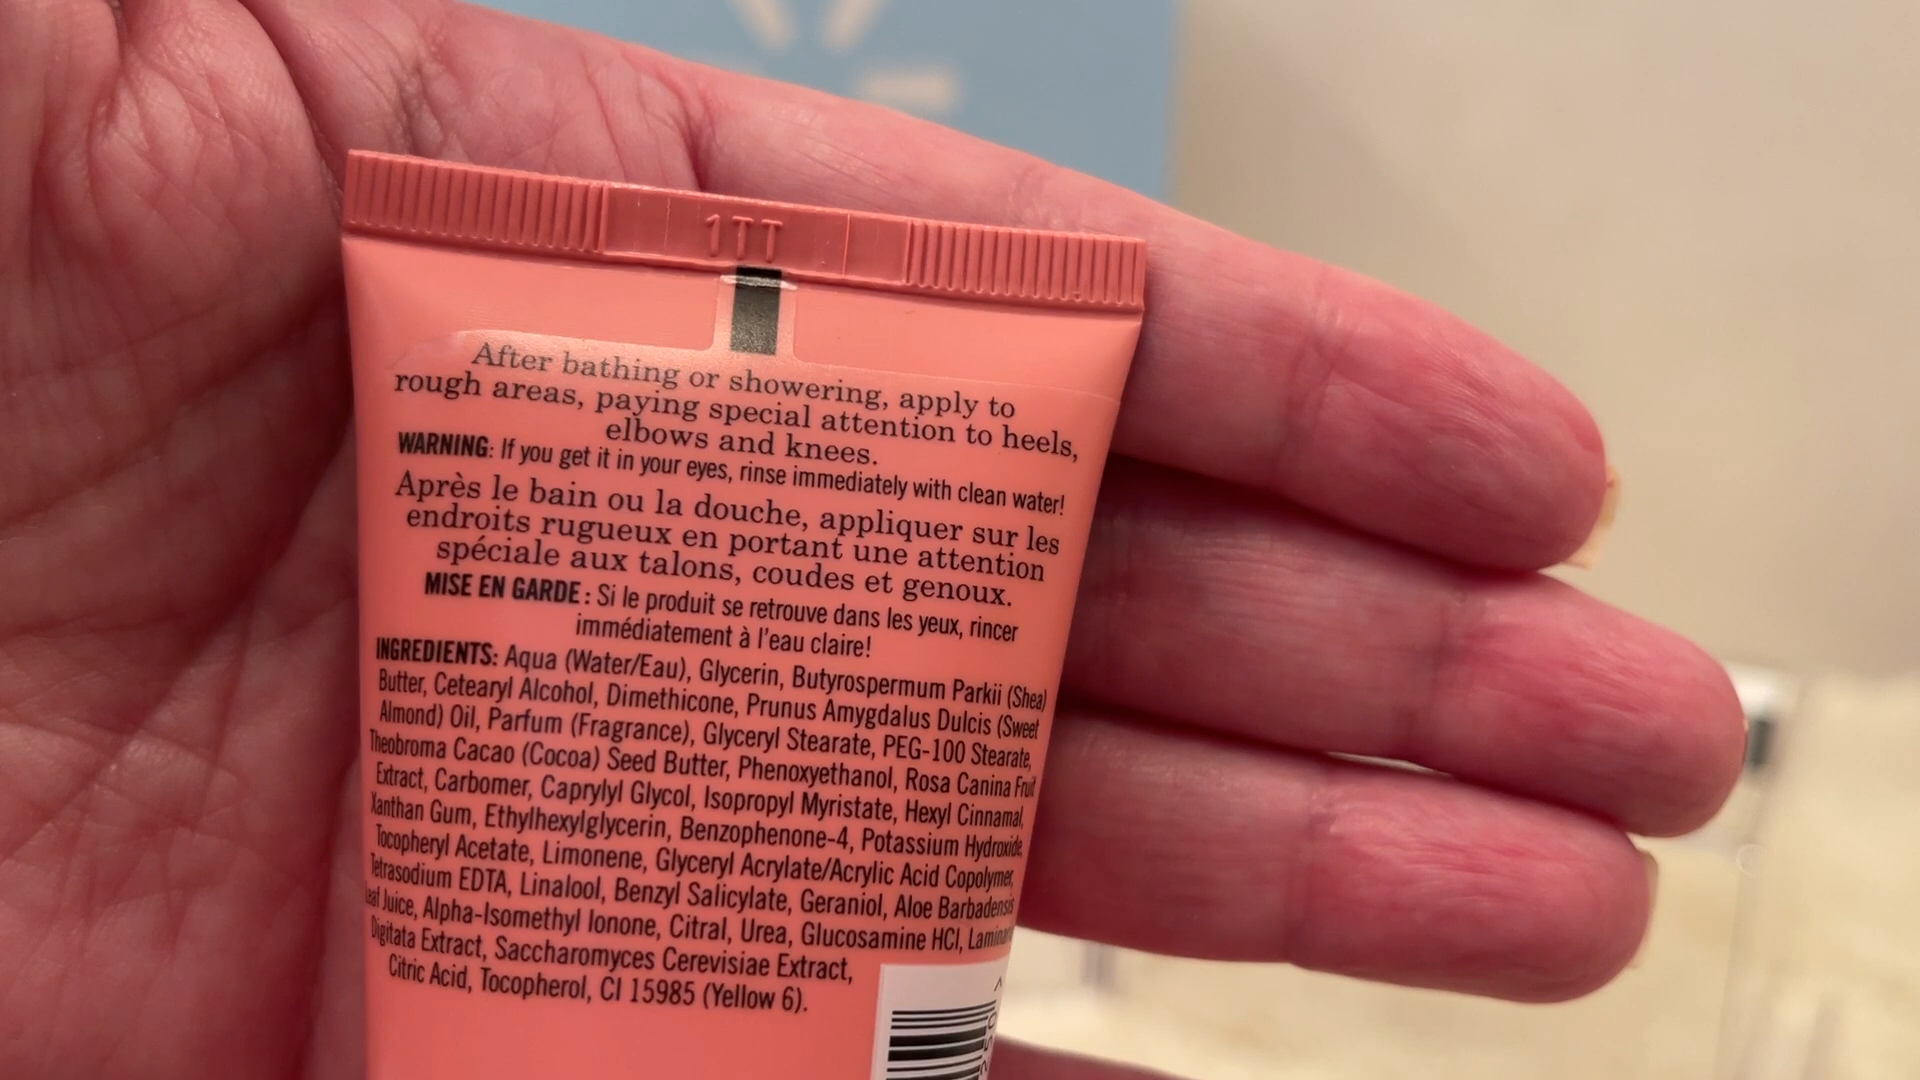 1TT
After bathing or showering, apply to
rough areas, paying special attention to heels,
elbows and knees.
WARNING: If you get it in your eyes, rinse immediately with clean water!
Après le bain ou la douche, appliquer sur les
endroits rugueux en portant une attention
spéciale aux talons, coudes et genoux.
MISE EN GARDE : Si le produit se retrouve dans les yeux, rincer
immédiatement à l'eau claire!
INGREDIENTS: Aqua (Water/Eau), Glycerin, Butyrospermum Parkii (Shea)
Butter, Cetearyl Alcohol, Dimethicone, Prunus Amygdalus Dulcis (Sweet
Almond) Oil, Parfum (Fragrance), Glyceryl Stearate, PEG-100 Stearate,
Theobroma Cacao (Cocoa) Seed Butter, Phenoxyethanol, Rosa Canina Fruit
Extract, Carbomer, Caprylyl Glycol, Isopropyl Myristate, Hexyl Cinnamal,
Xanthan Gum, Ethylhexylglycerin, Benzophenone-4, Potassium Hydroxide,
Tocopheryl Acetate, Limonene, Glyceryl Acrylate/Acrylic Acid Copolymer,
Tetrasodium EDTA, Linalool, Benzyl Salicylate, Geraniol, Aloe Barbadensis
Leaf Juice, Alpha-Isomethyl Ionone, Citral, Urea, Glucosamine HCl, Laminaria
Digitata Extract, Saccharomyces Cerevisiae Extract,
Citric Acid, Tocopherol, CI 15985 (Yellow 6).